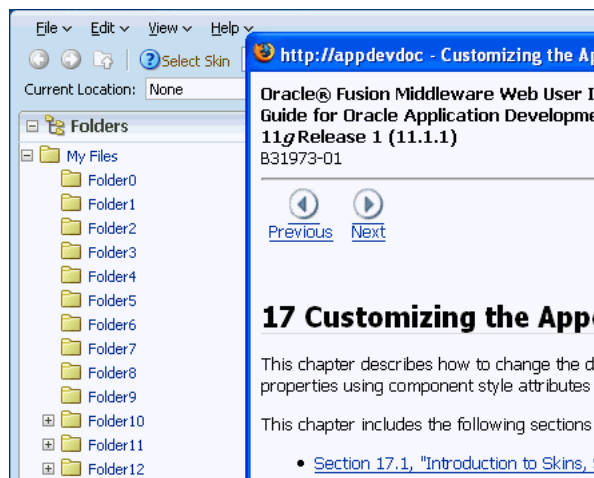 File Edit View Help
Select Skin
Current Location: None
Folders
My Files
Folder0
Folder1
Folder2
Folder3
Folder4
Folder5
Folder6
Folder7
Folder8
Folder9
Folder10
Folder11
Folder12
http://appdevdoc - Customizing the Ap
Oracle® Fusion Middleware Web User I
Guide for Oracle Application Developme
11g Release 1 (11.1.1)
B31973-01
Previous Next
17 Customizing the App
This chapter describes how to change the d
properties using component style attributes
This chapter includes the following sections
• Section 17.1, "Introduction to Skins,